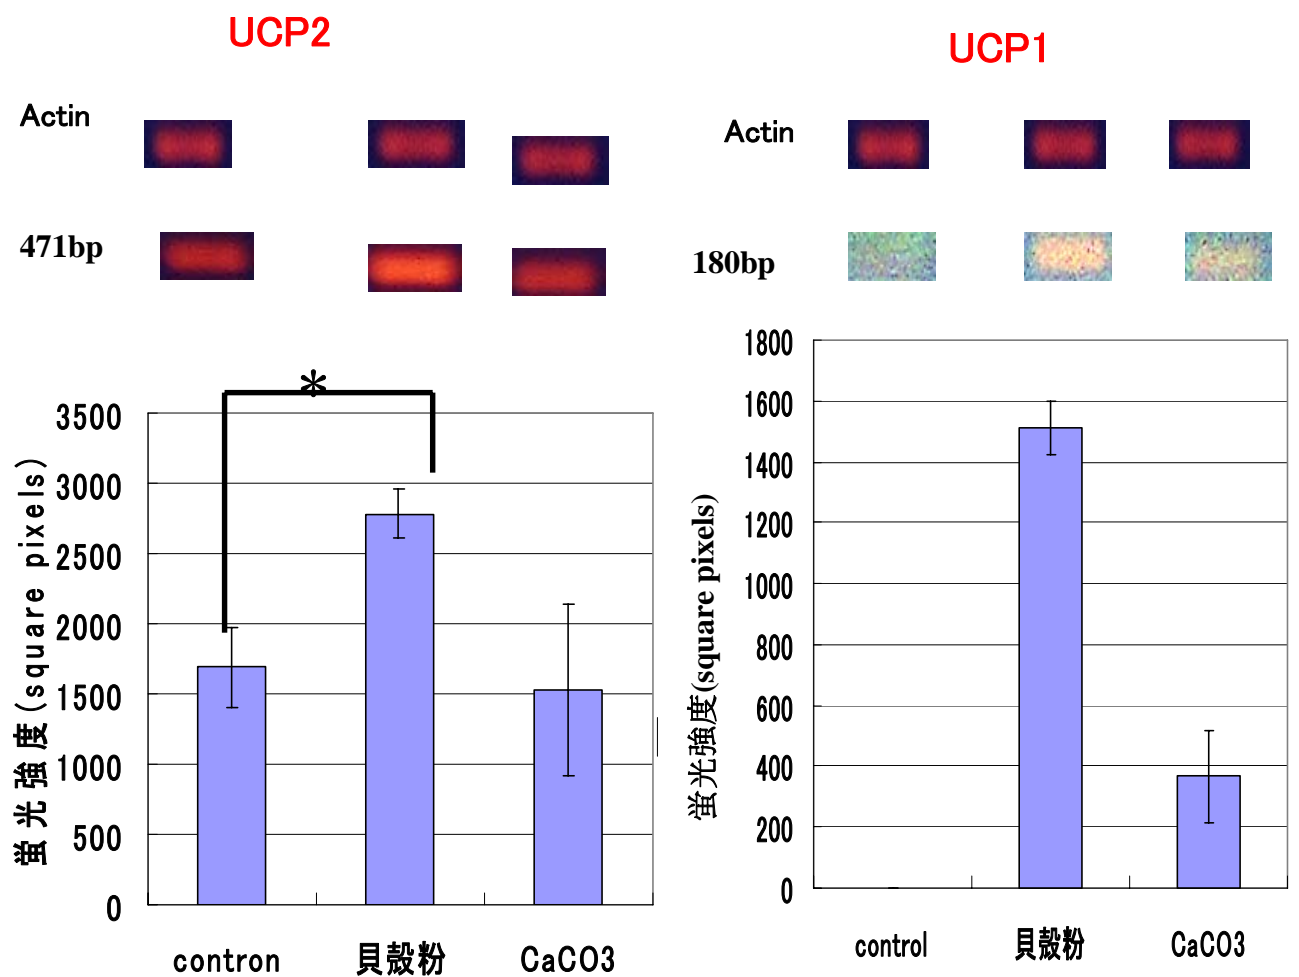 UCP2
Actin
471bp
*
3500
3000
2500
2000
1500
1000
500
0
蛍光強度(square pixels)
contron
貝殻粉
CaCO3
UCP1
Actin
180bp
1800
1600
1400
1200
1000
800
600
400
200
0
蛍光強度(square pixels)
control
貝殻粉
CaCO3